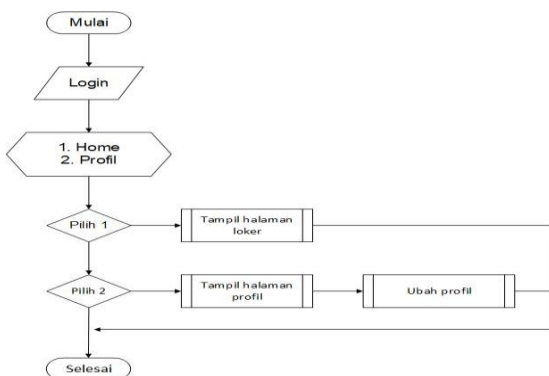 Mulai
Login
1. Home
2. Profil
Pilih 1
Tampil halaman
loker
Pilih 2
Tampil halaman
profil
Ubah profil
Selesai